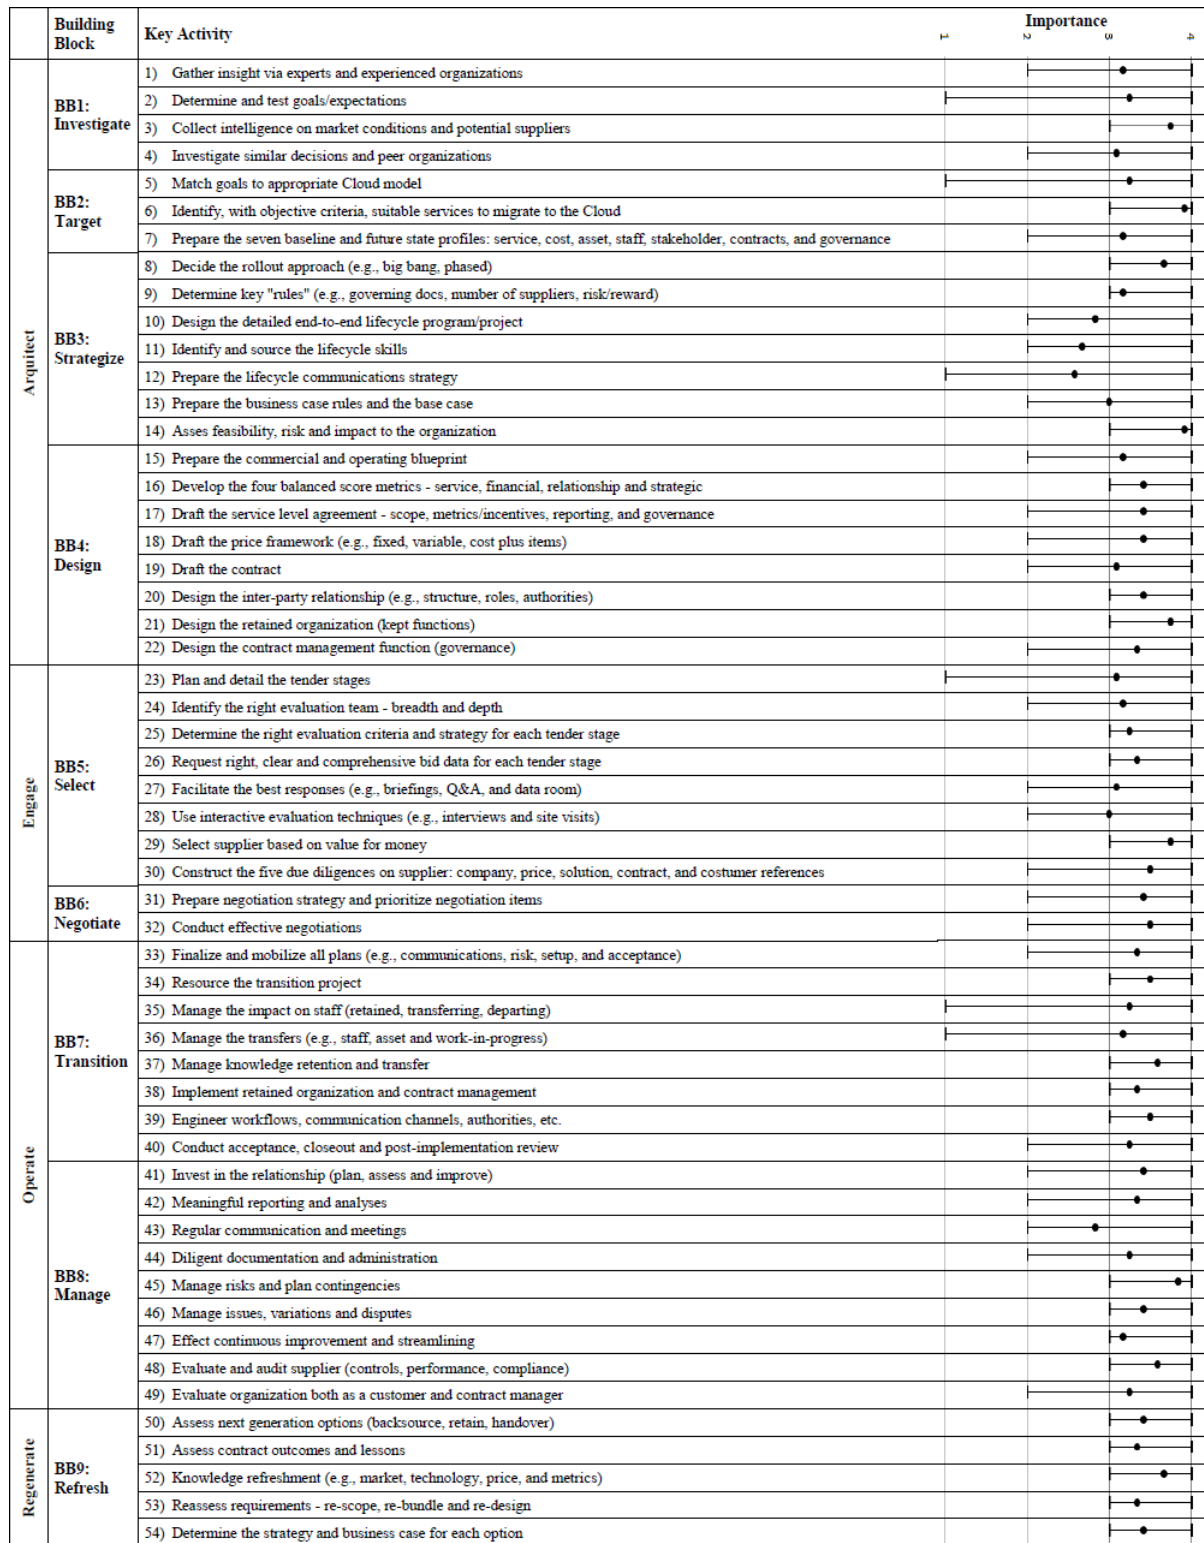 Building Block
Key Activity
Importance
1
2
3
4
Arquitect
BB1: Investigate
1) Gather insight via experts and experienced organizations
2) Determine and test goals/expectations
3) Collect intelligence on market conditions and potential suppliers
4) Investigate similar decisions and peer organizations
BB2: Target
5) Match goals to appropriate Cloud model
6) Identify, with objective criteria, suitable services to migrate to the Cloud
7) Prepare the seven baseline and future state profiles: service, cost, asset, staff, stakeholder, contracts, and governance
BB3: Strategize
8) Decide the rollout approach (e.g., big bang, phased)
9) Determine key "rules" (e.g., governing docs, number of suppliers, risk/reward)
10) Design the detailed end-to-end lifecycle program/project
11) Identify and source the lifecycle skills
12) Prepare the lifecycle communications strategy
13) Prepare the business case rules and the base case
14) Asses feasibility, risk and impact to the organization
BB4: Design
15) Prepare the commercial and operating blueprint
16) Develop the four balanced score metrics - service, financial, relationship and strategic
17) Draft the service level agreement - scope, metrics/incentives, reporting, and governance
18) Draft the price framework (e.g., fixed, variable, cost plus items)
19) Draft the contract
20) Design the inter-party relationship (e.g., structure, roles, authorities)
21) Design the retained organization (kept functions)
22) Design the contract management function (governance)
Engage
BB5: Select
23) Plan and detail the tender stages
24) Identify the right evaluation team - breadth and depth
25) Determine the right evaluation criteria and strategy for each tender stage
26) Request right, clear and comprehensive bid data for each tender stage
27) Facilitate the best responses (e.g., briefings, Q&A, and data room)
28) Use interactive evaluation techniques (e.g., interviews and site visits)
29) Select supplier based on value for money
30) Construct the five due diligences on supplier: company, price, solution, contract, and costumer references
BB6: Negotiate
31) Prepare negotiation strategy and prioritize negotiation items
32) Conduct effective negotiations
Operate
BB7: Transition
33) Finalize and mobilize all plans (e.g., communications, risk, setup, and acceptance)
34) Resource the transition project
35) Manage the impact on staff (retained, transferring, departing)
36) Manage the transfers (e.g., staff, asset and work-in-progress)
37) Manage knowledge retention and transfer
38) Implement retained organization and contract management
39) Engineer workflows, communication channels, authorities, etc.
40) Conduct acceptance, closeout and post-implementation review
BB8: Manage
41) Invest in the relationship (plan, assess and improve)
42) Meaningful reporting and analyses
43) Regular communication and meetings
44) Diligent documentation and administration
45) Manage risks and plan contingencies
46) Manage issues, variations and disputes
47) Effect continuous improvement and streamlining
48) Evaluate and audit supplier (controls, performance, compliance)
49) Evaluate organization both as a customer and contract manager
Regenerate
BB9: Refresh
50) Assess next generation options (backsource, retain, handover)
51) Assess contract outcomes and lessons
52) Knowledge refreshment (e.g., market, technology, price, and metrics)
53) Reassess requirements - re-scope, re-bundle and re-design
54) Determine the strategy and business case for each option